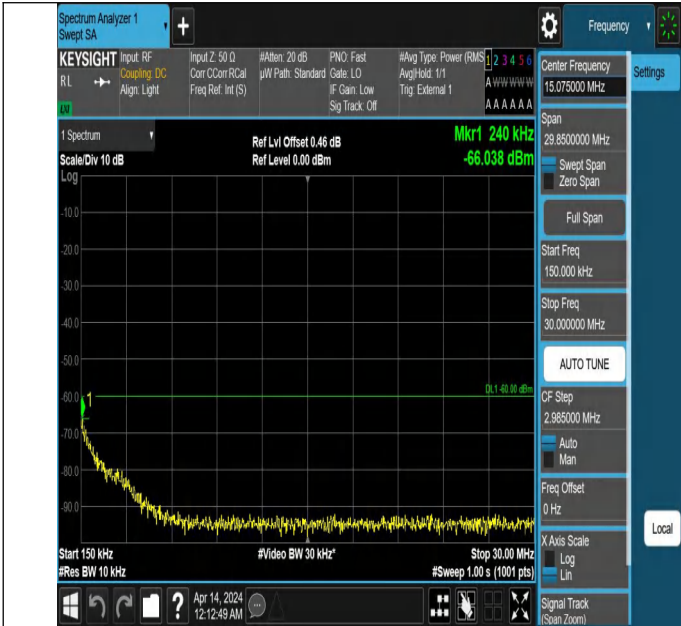 Spectrum Analyzer 1
Swept SA
+
Frequency
KEYSIGHT
RL
LXI
Input: RF
Coupling: DC
Align: Light
Input Z: 50 Ω
Corr CCorr RCal
Freq Ref: Int (S)
#Atten: 20 dB
µW Path: Standard
PNO: Fast
Gate: LO
IF Gain: Low
Sig Track: Off
#Avg Type: Power (RMS
Avg|Hold: 1/1
Trig: External 1
1 2 3 4 5 6
A W W W W W
A A A A A A
1 Spectrum
Scale/Div 10 dB
Ref Lvl Offset 0.46 dB
Ref Level 0.00 dBm
Mkr1 240 kHz
-66.038 dBm
Log
-10.0
-20.0
-30.0
-40.0
-50.0
-60.0
-70.0
-80.0
-90.0
1
DL1 -60.00 dBm
Start 150 kHz
#Res BW 10 kHz
#Video BW 30 kHz*
Stop 30.00 MHz
#Sweep 1.00 s (1001 pts)
Center Frequency
15.075000 MHz
Settings
Span
29.8500000 MHz
Swept Span
Zero Span
Full Span
Start Freq
150.000 kHz
Stop Freq
30.000000 MHz
AUTO TUNE
CF Step
2.985000 MHz
Auto
Man
Freq Offset
0 Hz
X Axis Scale
Log
Lin
Local
Signal Track
(Span Zoom)
?
Apr 14, 2024
12:12:49 AM